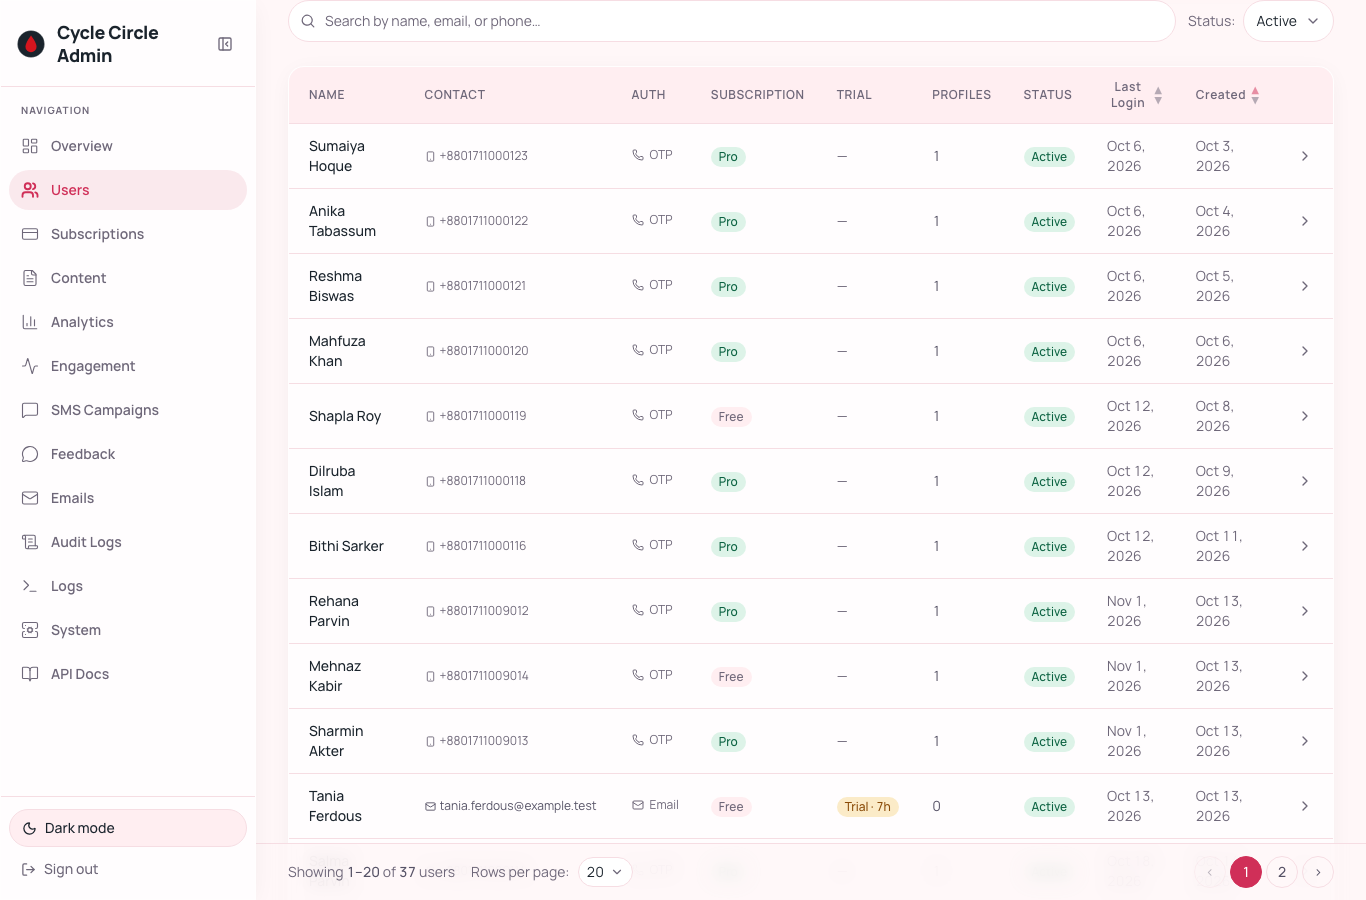 Cycle Circle
Admin
NAVIGATION
Overview
Users
Subscriptions
Content
Analytics
Engagement
SMS Campaigns
Feedback
Emails
Audit Logs
Logs
System
API Docs
Dark mode
Sign out
Search by name, email, or phone...
Status: Active
NAME CONTACT AUTH SUBSCRIPTION TRIAL PROFILES STATUS Last Login Created
Sumaiya Hoque +8801711000123 OTP Pro — 1 Active Oct 6, 2026 Oct 3, 2026
Anika Tabassum +8801711000122 OTP Pro — 1 Active Oct 6, 2026 Oct 4, 2026
Reshma Biswas +8801711000121 OTP Pro — 1 Active Oct 6, 2026 Oct 5, 2026
Mahfuza Khan +8801711000120 OTP Pro — 1 Active Oct 6, 2026 Oct 6, 2026
Shapla Roy +8801711000119 OTP Free — 1 Active Oct 12, 2026 Oct 8, 2026
Dilruba Islam +8801711000118 OTP Pro — 1 Active Oct 12, 2026 Oct 9, 2026
Bithi Sarker +8801711000116 OTP Pro — 1 Active Oct 12, 2026 Oct 11, 2026
Rehana Parvin +8801711009012 OTP Pro — 1 Active Nov 1, 2026 Oct 13, 2026
Mehnaz Kabir +8801711009014 OTP Free — 1 Active Nov 1, 2026 Oct 13, 2026
Sharmin Akter +8801711009013 OTP Pro — 1 Active Nov 1, 2026 Oct 13, 2026
Tania Ferdous tania.ferdous@example.test Email Free Trial · 7h 0 Active Oct 13, 2026 Oct 13, 2026
Showing 1–20 of 37 users Rows per page: 20 ‹ 1 2 ›